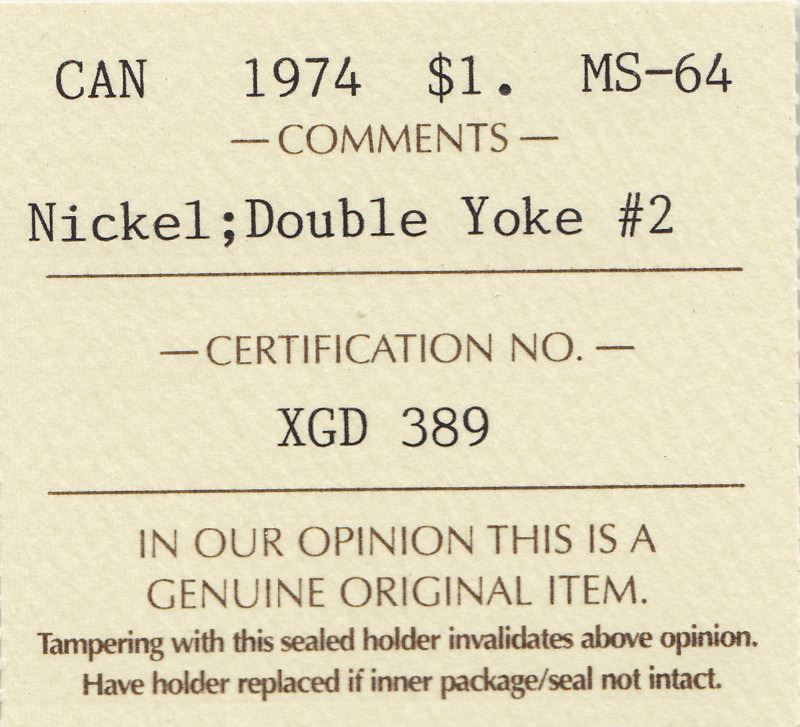 CAN 1974 $1. MS-64
— COMMENTS —
Nickel;Double Yoke #2
— CERTIFICATION NO. —
XGD 389
IN OUR OPINION THIS IS A
GENUINE ORIGINAL ITEM.
Tampering with this sealed holder invalidates above opinion.
Have holder replaced if inner package/seal not intact.